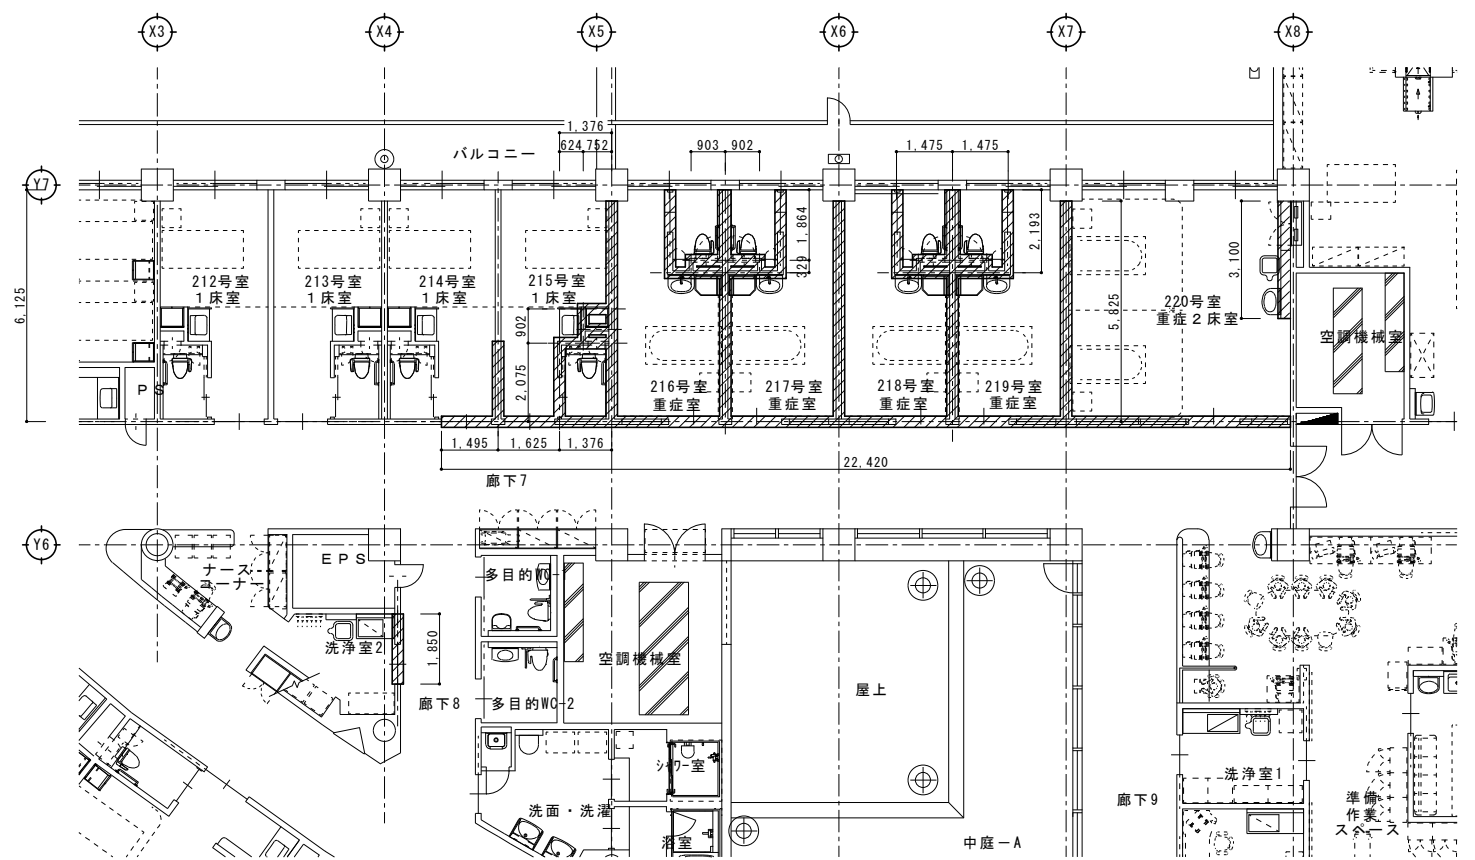 X3
X4
X5
X6
X7
X8
1,376
624
752
903
902
1,475
1,475
バルコニー
Y7
6,125
1,864
329
2,193
3,100
5,825
212号室
1床室
213号室
1床室
214号室
1床室
215号室
1床室
902
2,075
220号室
重症2床室
空調機械室
PS
216号室
重症室
217号室
重症室
218号室
重症室
219号室
重症室
1,495
1,625
1,376
22,420
廊下7
Y6
ナース
コーナー
EPS
多目的WC-1
洗浄室2
1,850
空調機械室
屋上
廊下8
多目的WC-2
シャワー室
洗浄室1
洗面・洗濯
廊下9
準備
作業
スペース
浴室
中庭-A